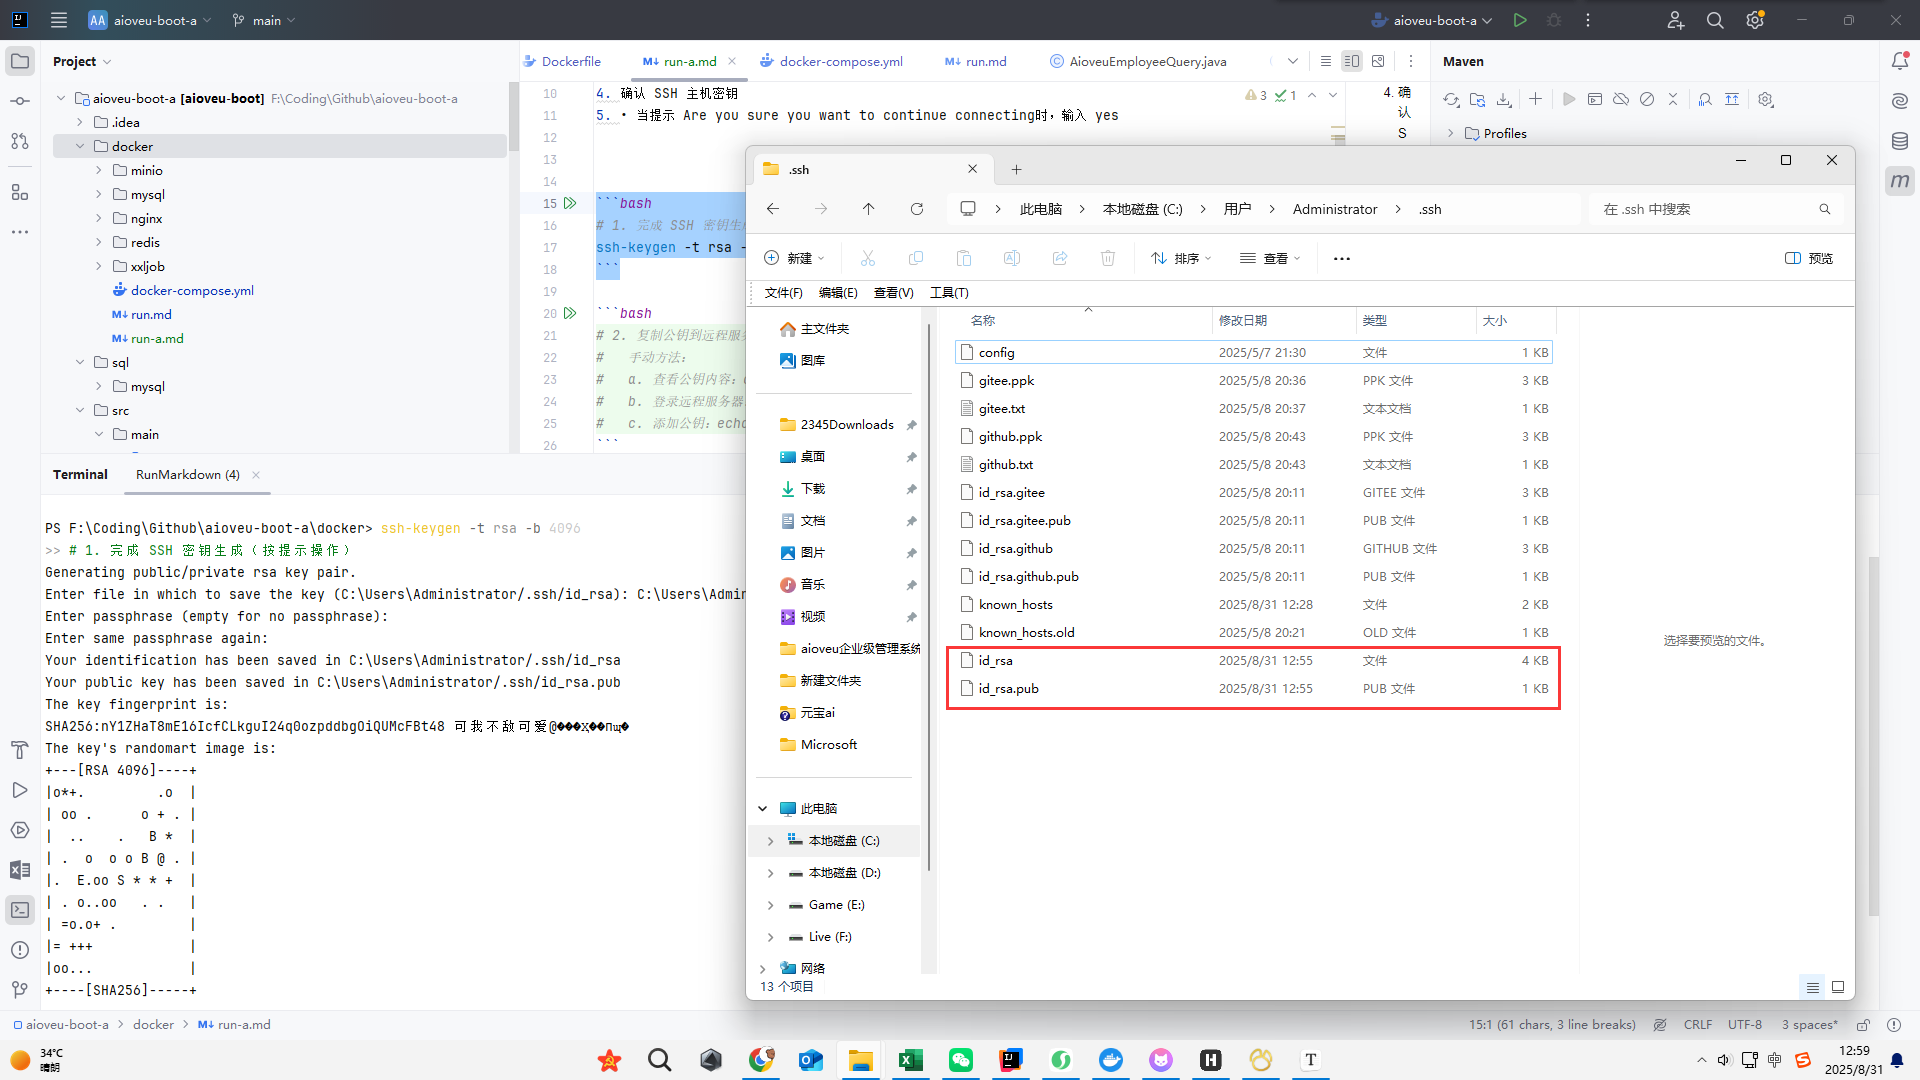 AA aioveu-boot-a main aioveu-boot-a
Project
Dockerfile run-a.md docker-compose.yml run.md AioveuEmployeeQuery.java
Maven
aioveu-boot-a [aioveu-boot] F:\Coding\Github\aioveu-boot-a
.idea
docker
minio
mysql
nginx
redis
xxljob
docker-compose.yml
run.md
run-a.md
sql
mysql
src
main
10 4. 确认 SSH 主机密钥
11 5. • 当提示 Are you sure you want to continue connecting时，输入 yes
12
13
14
15 ```bash
16 # 1. 完成 SSH 密钥生
17 ssh-keygen -t rsa -
18 ```
19
20 ```bash
21 # 2. 复制公钥到远程服
22 # 手动方法：
23 # a. 查看公钥内容：
24 # b. 登录远程服务器
25 # c. 添加公钥：echo
26 ```
3 1
4. 确
认
S
Profiles
Terminal RunMarkdown (4)
PS F:\Coding\Github\aioveu-boot-a\docker> ssh-keygen -t rsa -b 4096
>> # 1. 完成 SSH 密钥生成（按提示操作）
Generating public/private rsa key pair.
Enter file in which to save the key (C:\Users\Administrator/.ssh/id_rsa): C:\Users\Admi
Enter passphrase (empty for no passphrase):
Enter same passphrase again:
Your identification has been saved in C:\Users\Administrator/.ssh/id_rsa
Your public key has been saved in C:\Users\Administrator/.ssh/id_rsa.pub
The key fingerprint is:
SHA256:nY1ZHaT8mE16IcfCLkguI24q0ozpddbgOiQUMcFBt48 可我不敌可爱@
The key's randomart image is:
+---[RSA 4096]----+
|o*+.         .o  |
| oo .      o + . |
|  ..    .   B *  |
| .  o  o o B @ . |
|.  E.oo S * * +  |
| . o..oo   . .   |
| =o.o+ .         |
|= +++            |
|oo...            |
+----[SHA256]-----+
.ssh
此电脑 本地磁盘 (C:) 用户 Administrator .ssh
在 .ssh 中搜索
新建 排序 查看 预览
文件(F) 编辑(E) 查看(V) 工具(T)
主文件夹
图库
2345Downloads
桌面
下载
文档
图片
音乐
视频
aioveu企业级管理系统
新建文件夹
元宝ai
Microsoft
此电脑
本地磁盘 (C:)
本地磁盘 (D:)
Game (E:)
Live (F:)
网络
13 个项目
名称 修改日期 类型 大小
config 2025/5/7 21:30 文件 1 KB
gitee.ppk 2025/5/8 20:36 PPK 文件 3 KB
gitee.txt 2025/5/8 20:37 文本文档 1 KB
github.ppk 2025/5/8 20:43 PPK 文件 3 KB
github.txt 2025/5/8 20:43 文本文档 1 KB
id_rsa.gitee 2025/5/8 20:11 GITEE 文件 3 KB
id_rsa.gitee.pub 2025/5/8 20:11 PUB 文件 1 KB
id_rsa.github 2025/5/8 20:11 GITHUB 文件 3 KB
id_rsa.github.pub 2025/5/8 20:11 PUB 文件 1 KB
known_hosts 2025/8/31 12:28 文件 2 KB
known_hosts.old 2025/5/8 20:21 OLD 文件 1 KB
id_rsa 2025/8/31 12:55 文件 4 KB
id_rsa.pub 2025/8/31 12:55 PUB 文件 1 KB
选择要预览的文件。
aioveu-boot-a docker run-a.md
15:1 (61 chars, 3 line breaks) CRLF UTF-8 3 spaces*
34°C
晴朗
中
12:59
2025/8/31